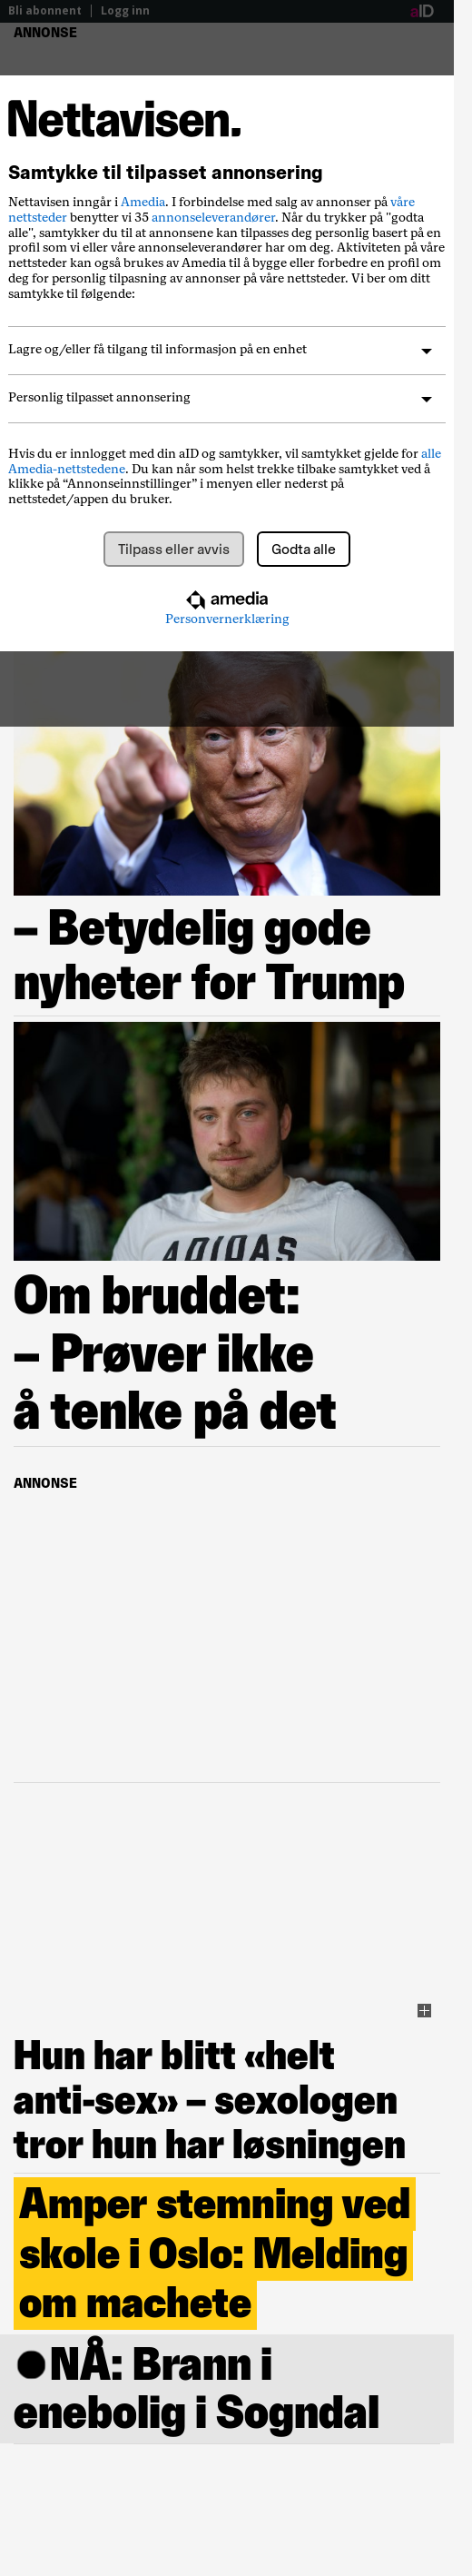 Bli abonnent | Logg inn aID
ANNONSE
Nettavisen.
Samtykke til tilpasset annonsering
Nettavisen inngår i Amedia. I forbindelse med salg av annonser på våre
nettsteder benytter vi 35 annonseleverandører. Når du trykker på "godta
alle", samtykker du til at annonsene kan tilpasses deg personlig basert på en
profil som vi eller våre annonseleverandører har om deg. Aktiviteten på våre
nettsteder kan også brukes av Amedia til å bygge eller forbedre en profil om
deg for personlig tilpasning av annonser på våre nettsteder. Vi ber om ditt
samtykke til følgende:
Lagre og/eller få tilgang til informasjon på en enhet
Personlig tilpasset annonsering
Hvis du er innlogget med din aID og samtykker, vil samtykket gjelde for alle
Amedia-nettstedene. Du kan når som helst trekke tilbake samtykket ved å
klikke på “Annonseinnstillinger” i menyen eller nederst på
nettstedet/appen du bruker.
Tilpass eller avvis Godta alle
amedia
Personvernerklæring
– Betydelig gode
nyheter for Trump
ADIDAS
Om bruddet:
– Prøver ikke
å tenke på det
ANNONSE
Hun har blitt «helt
anti-sex» – sexologen
tror hun har løsningen
Amper stemning ved
skole i Oslo: Melding
om machete
NÅ: Brann i
enebolig i Sogndal